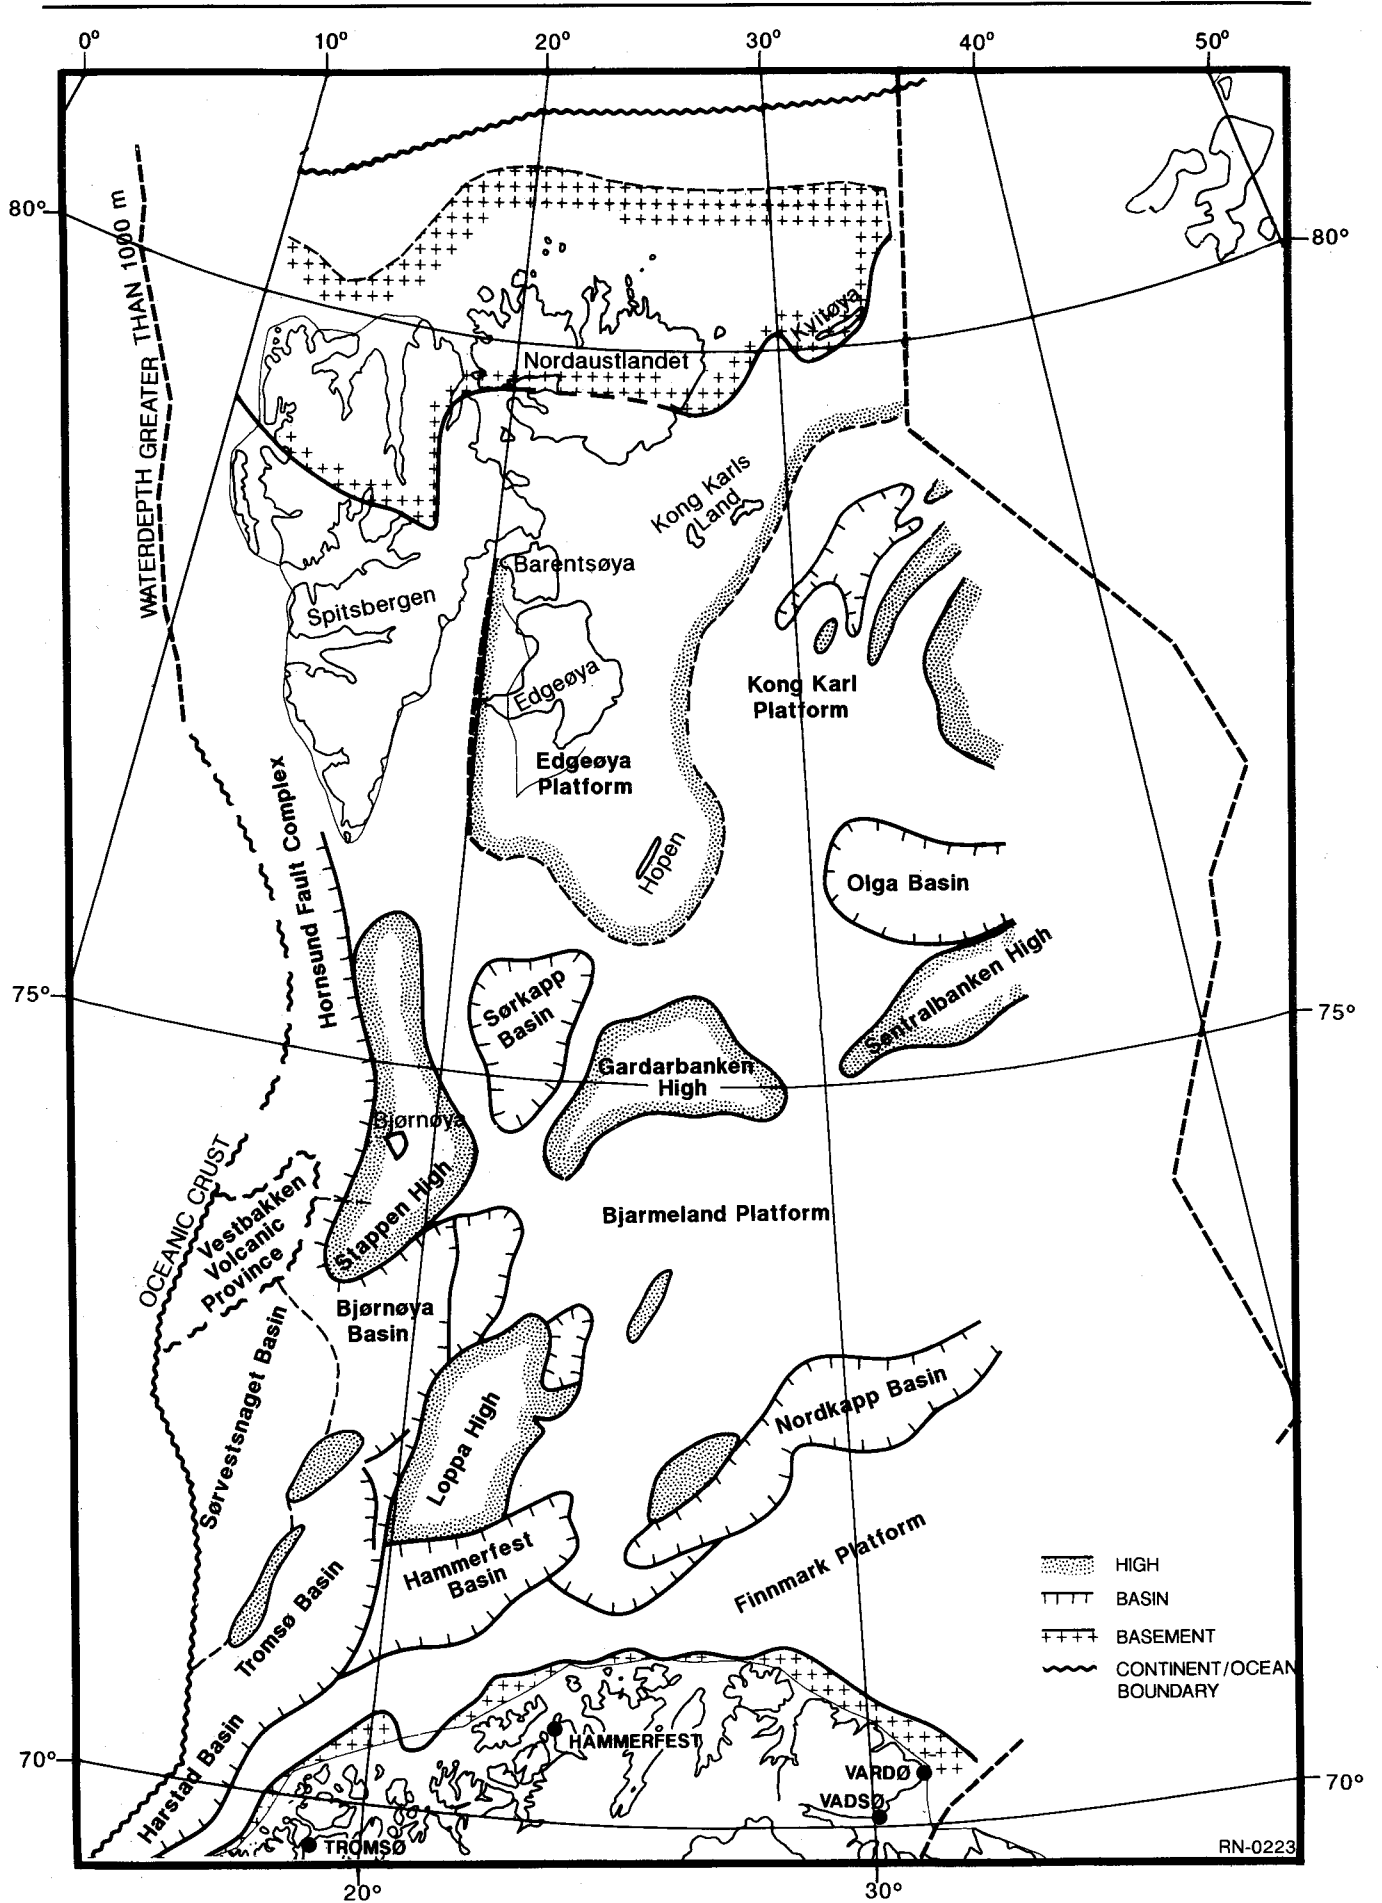 0° 10° 20° 30° 40° 50°
80°
80°
WATERDEPTH GREATER THAN 1000 m
Kvitøya
Nordaustlandet
Kong Karls
Land
Barentsøya
Spitsbergen
Edgeøya
Kong Karl
Platform
Edgeøya
Platform
Hornsund Fault Complex
Hopen
Olga Basin
Sentralbanken High
75°
75°
Sørkapp
Basin
Gardarbanken
High
Bjørnøya
Stappen High
OCEANIC CRUST
Vestbakken
Volcanic
Province
Bjarmeland Platform
Bjørnøya
Basin
Sørvestsnaget Basin
Loppa High
Nordkapp Basin
Hammerfest
Basin
Finnmark Platform
Tromsø Basin
HIGH
BASIN
BASEMENT
CONTINENT/OCEAN
BOUNDARY
Harstad Basin
HAMMERFEST
70°
70°
VARDØ
VADSØ
TROMSØ
RN-0223
20° 30°